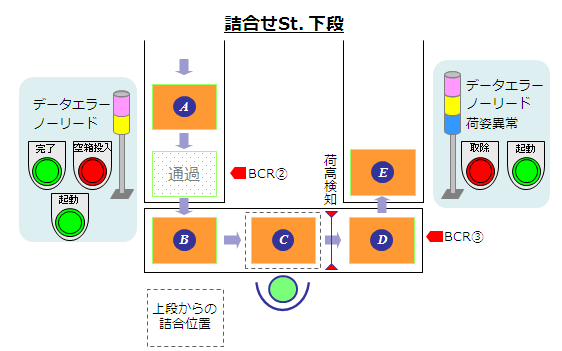 詰合せSt. 下段
データエラー
ノーリード
完了
空箱投入
起動
A
通過
BCR②
B
C
荷高検知
D
E
BCR③
データエラー
ノーリード
荷姿異常
取除
起動
上段からの
詰合位置